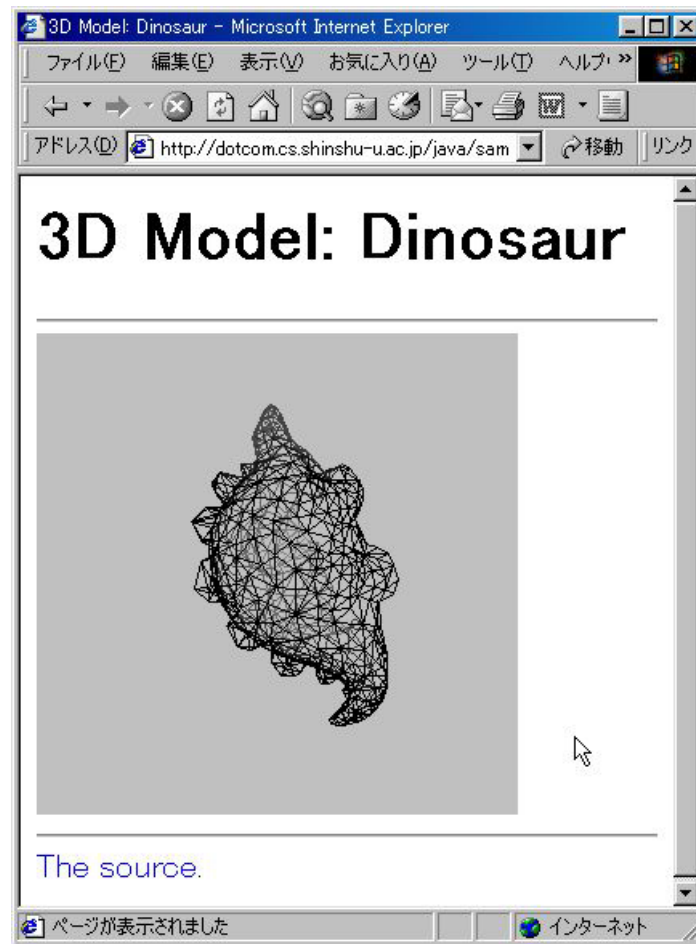 3D Model: Dinosaur - Microsoft Internet Explorer
ファイル(F) 編集(E) 表示(V) お気に入り(A) ツール(T) ヘルプ »
アドレス(D) http://dotcom.cs.shinshu-u.ac.jp/java/sam 移動 リンク
3D Model: Dinosaur
The source.
ページが表示されました インターネット